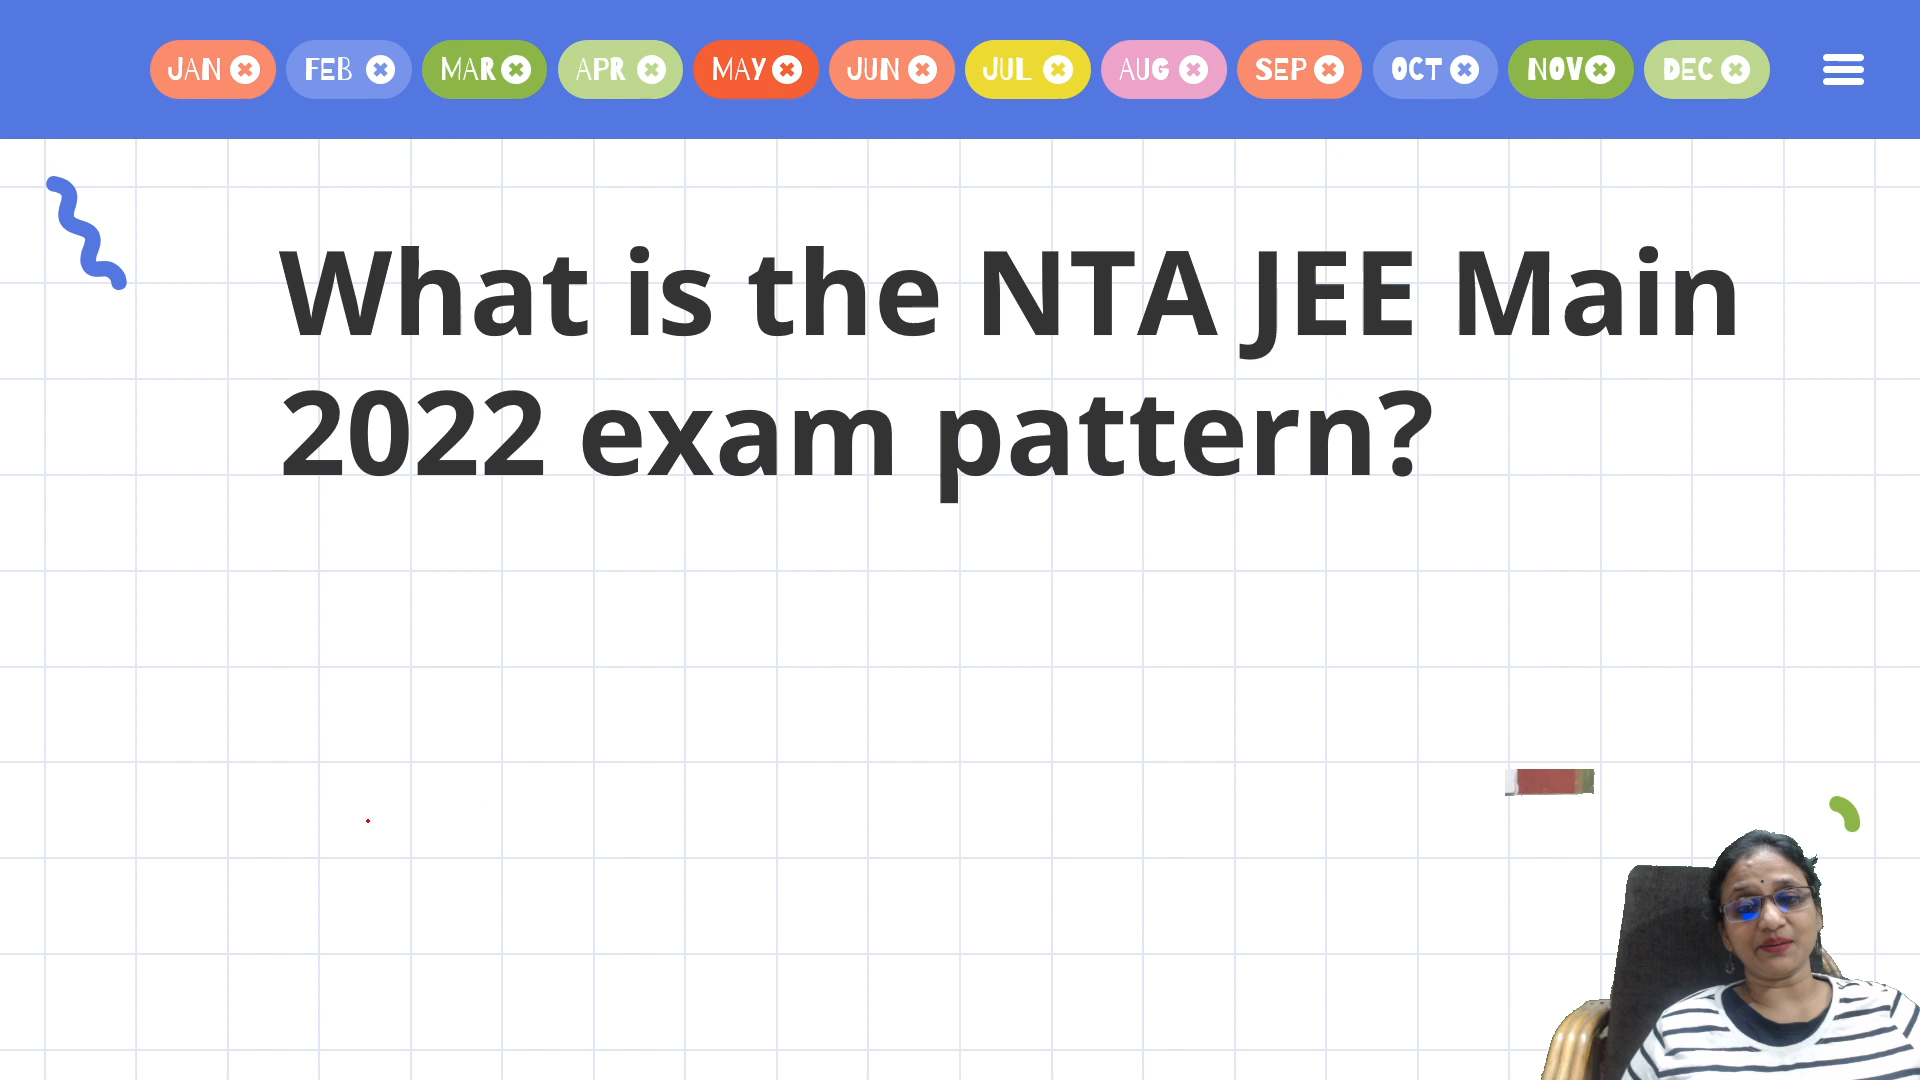 JAN FEB MAR APR MAY JUN JUL AUG SEP OCT NOV DEC
What is the NTA JEE Main
2022 exam pattern?